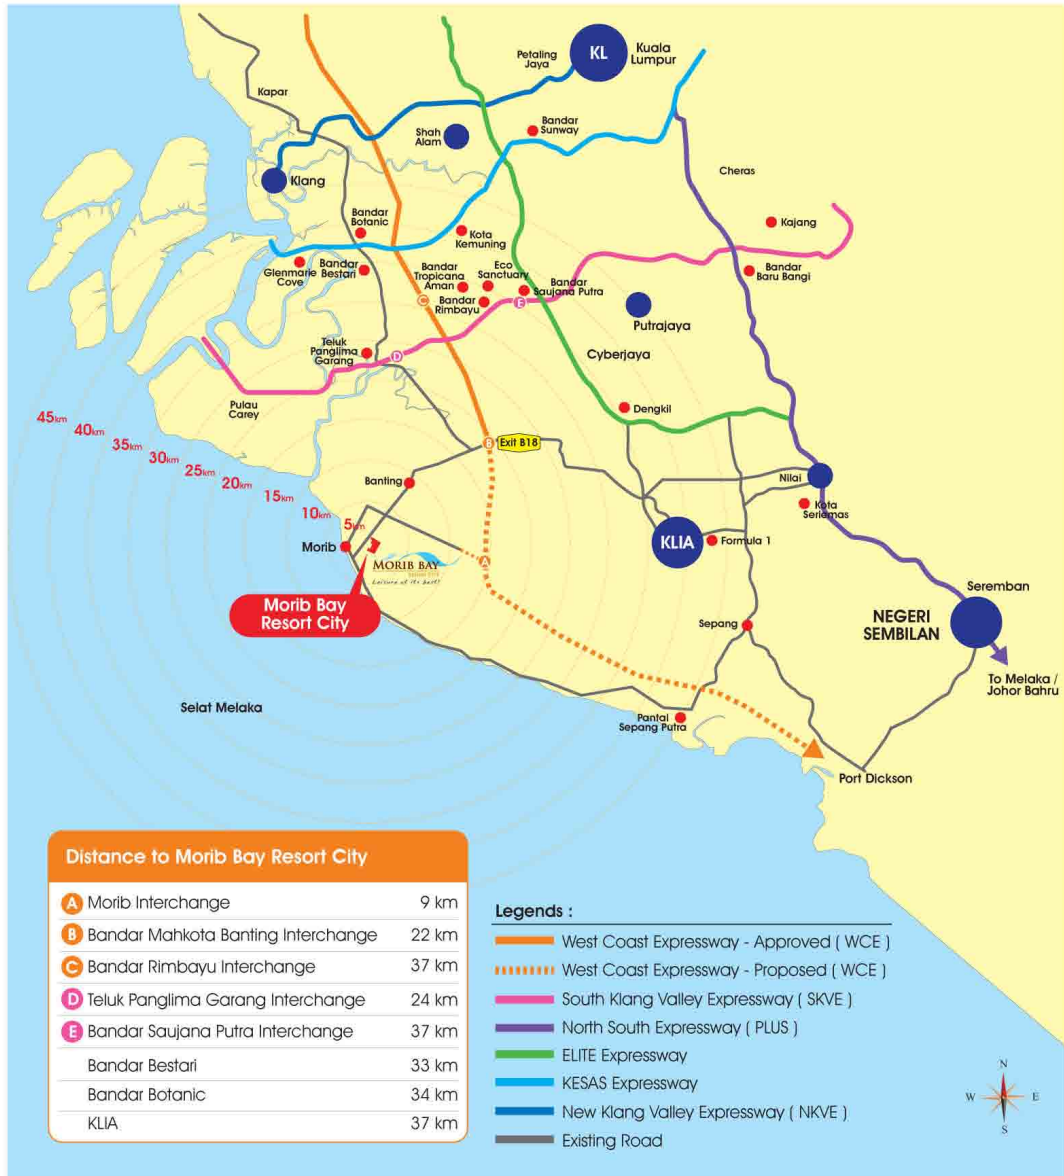 KL
Kuala
Lumpur
Petaling
Jaya
Kapar
Shah
Alam
Bandar
Sunway
Cheras
Klang
Bandar
Botanic
Kota
Kemuning
Kajang
Glenmarie
Cove
Bandar
Bestari
Bandar
Tropicana
Aman
Eco
Sanctuary
Bandar
Rimbayu
Bandar
Saujana Putra
Bandar
Baru Bangi
C
E
D
Putrajaya
Teluk
Panglima
Garang
Cyberjaya
Pulau
Carey
Dengkil
45km
40km
35km
30km
25km
20km
15km
10km
5km
B
Exit B18
Banting
Nilai
Kota
Seriemas
KLIA
Formula 1
Morib
MORIB BAY
Leisure at its best!
A
Morib Bay
Resort City
Seremban
NEGERI
SEMBILAN
Sepang
To Melaka /
Johor Bahru
Selat Melaka
Pantai
Sepang Putra
Port Dickson
Distance to Morib Bay Resort City
A Morib Interchange 9 km
B Bandar Mahkota Banting Interchange 22 km
C Bandar Rimbayu Interchange 37 km
D Teluk Panglima Garang Interchange 24 km
E Bandar Saujana Putra Interchange 37 km
Bandar Bestari 33 km
Bandar Botanic 34 km
KLIA 37 km
Legends :
West Coast Expressway - Approved ( WCE )
West Coast Expressway - Proposed ( WCE )
South Klang Valley Expressway ( SKVE )
North South Expressway ( PLUS )
ELITE Expressway
KESAS Expressway
New Klang Valley Expressway ( NKVE )
Existing Road
N
W E
S